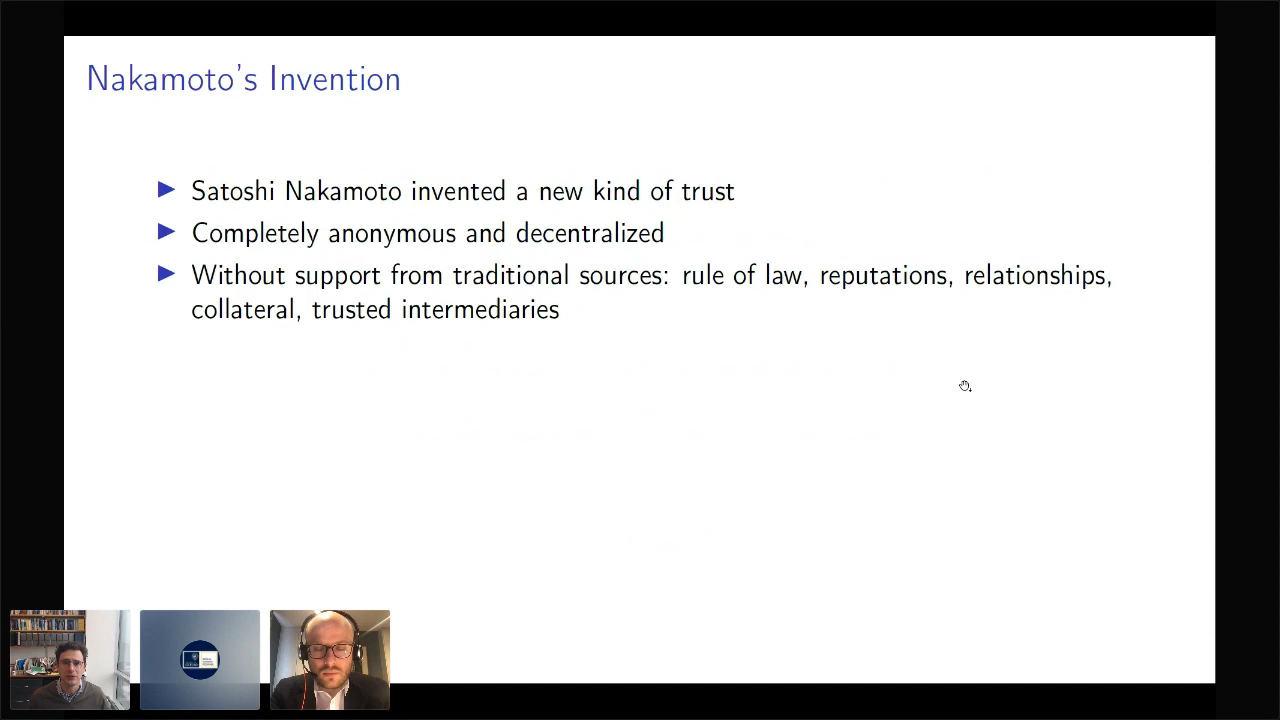 Nakamoto's Invention
Satoshi Nakamoto invented a new kind of trust
Completely anonymous and decentralized
Without support from traditional sources: rule of law, reputations, relationships,
collateral, trusted intermediaries